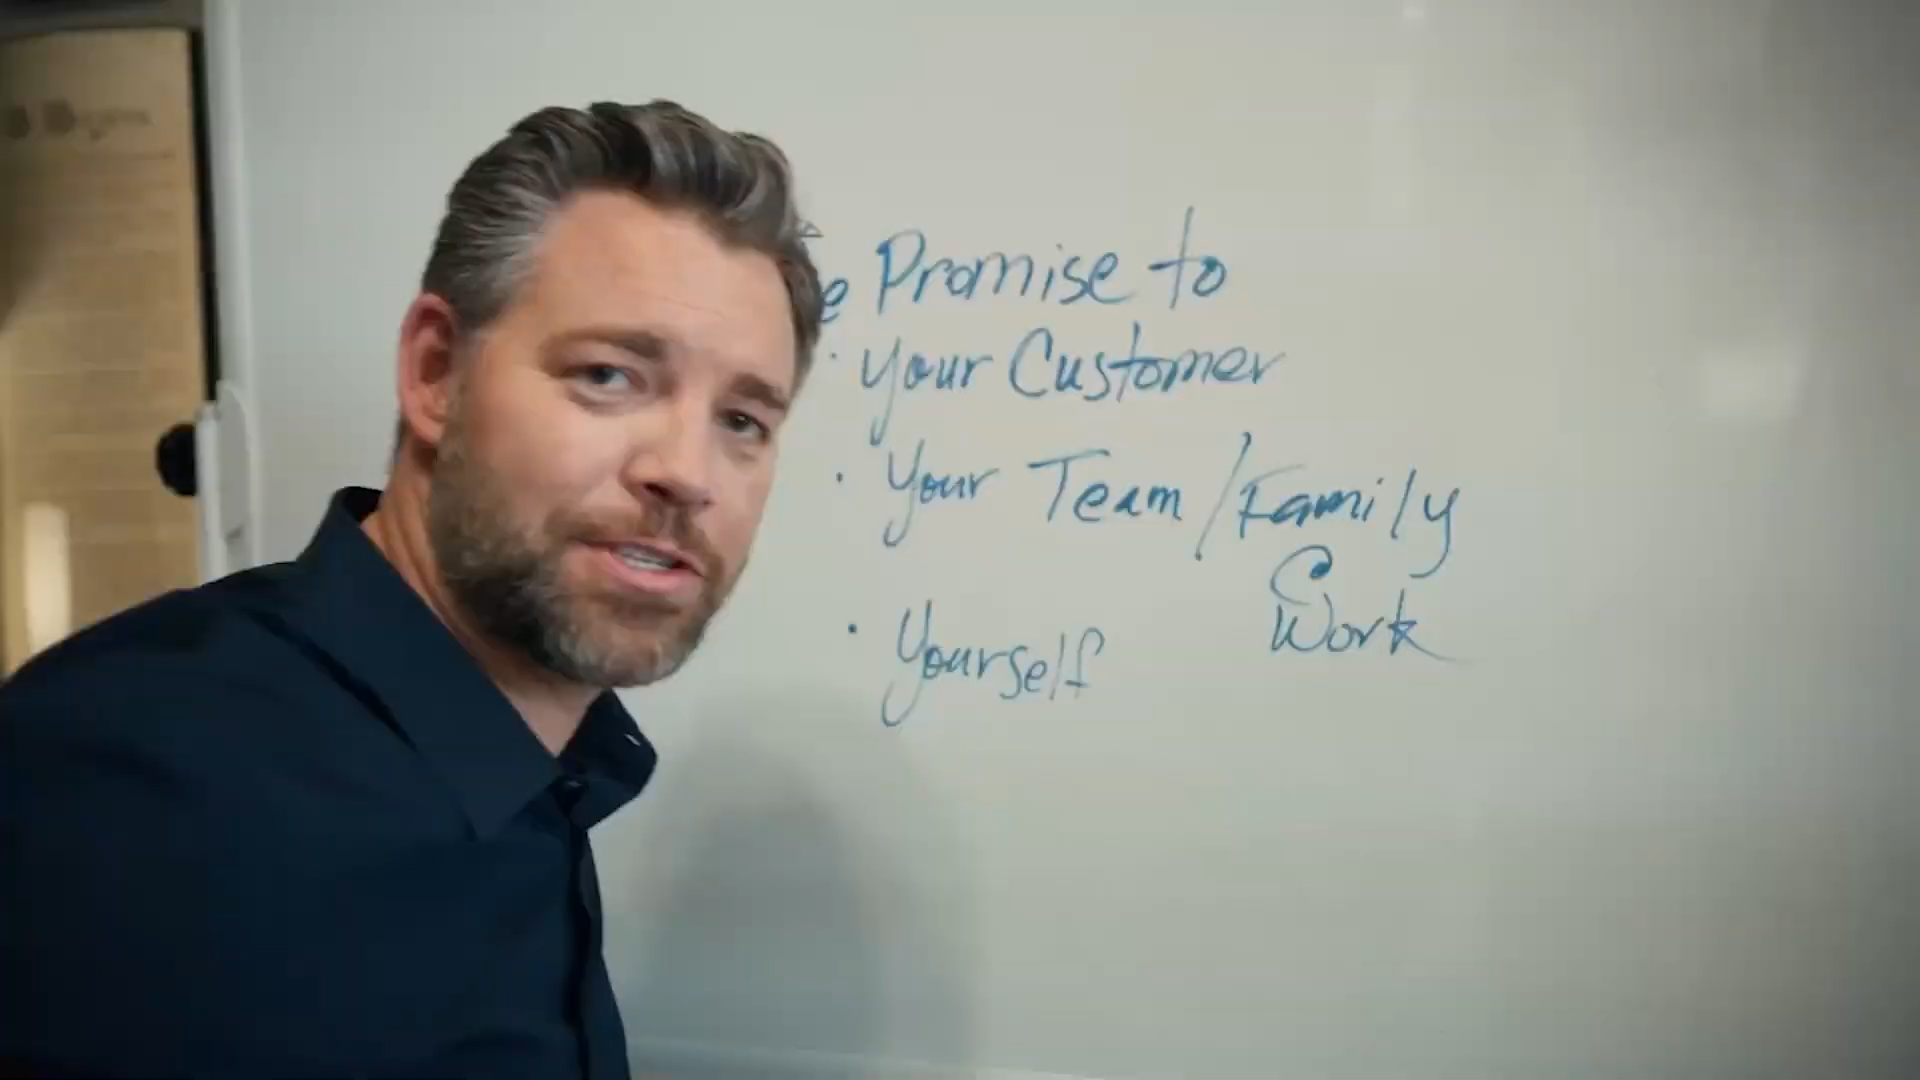 e Promise to
· Your Customer
· Your Team / Family
@ Work
· Yourself